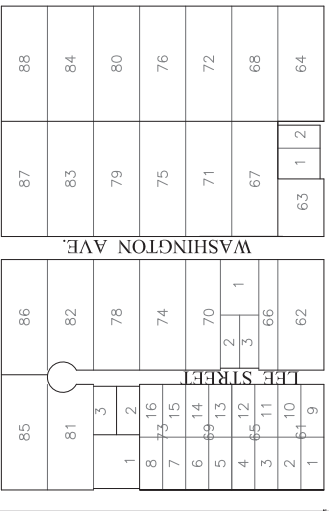 88 84 80 76 72 68 64
87 83 79 75 71 67 1 2
63
WASHINGTON AVE.
86 82 78 74 70 1 66 62
2 3
LEE STREET
85 81 3 2 1
16 15 14 13 12 11 10 9
73 69 65 61
8 7 6 5 4 3 2 1